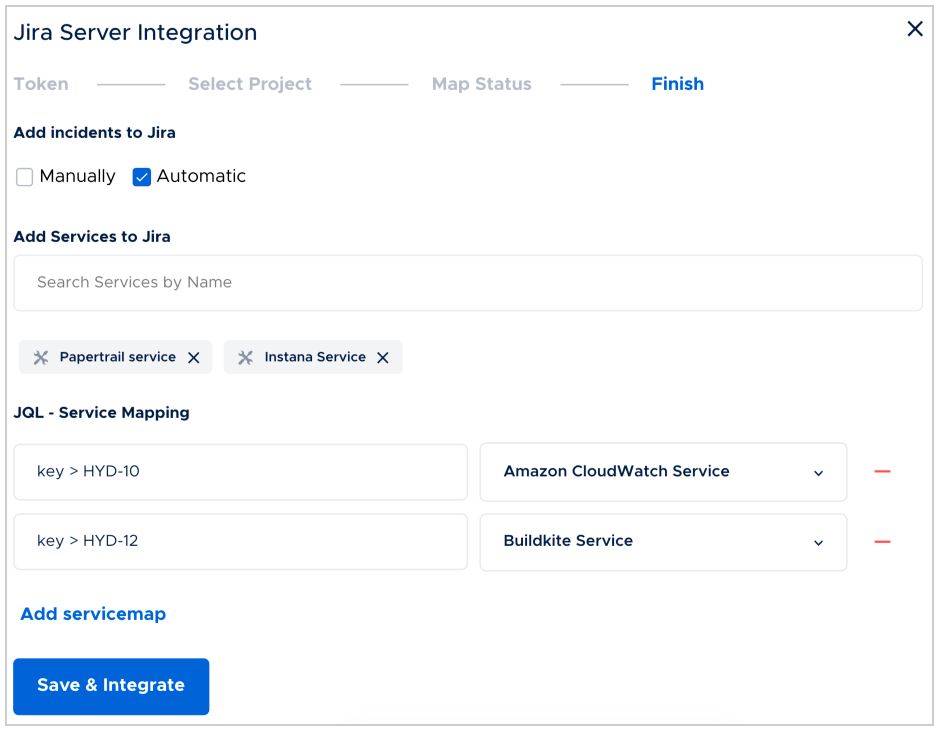 Jira Server Integration
Token Select Project Map Status Finish
Add incidents to Jira
Manually Automatic
Add Services to Jira
Search Services by Name
Papertrail service Instana Service
JQL - Service Mapping
key > HYD-10 Amazon CloudWatch Service
key > HYD-12 Buildkite Service
Add servicemap
Save & Integrate